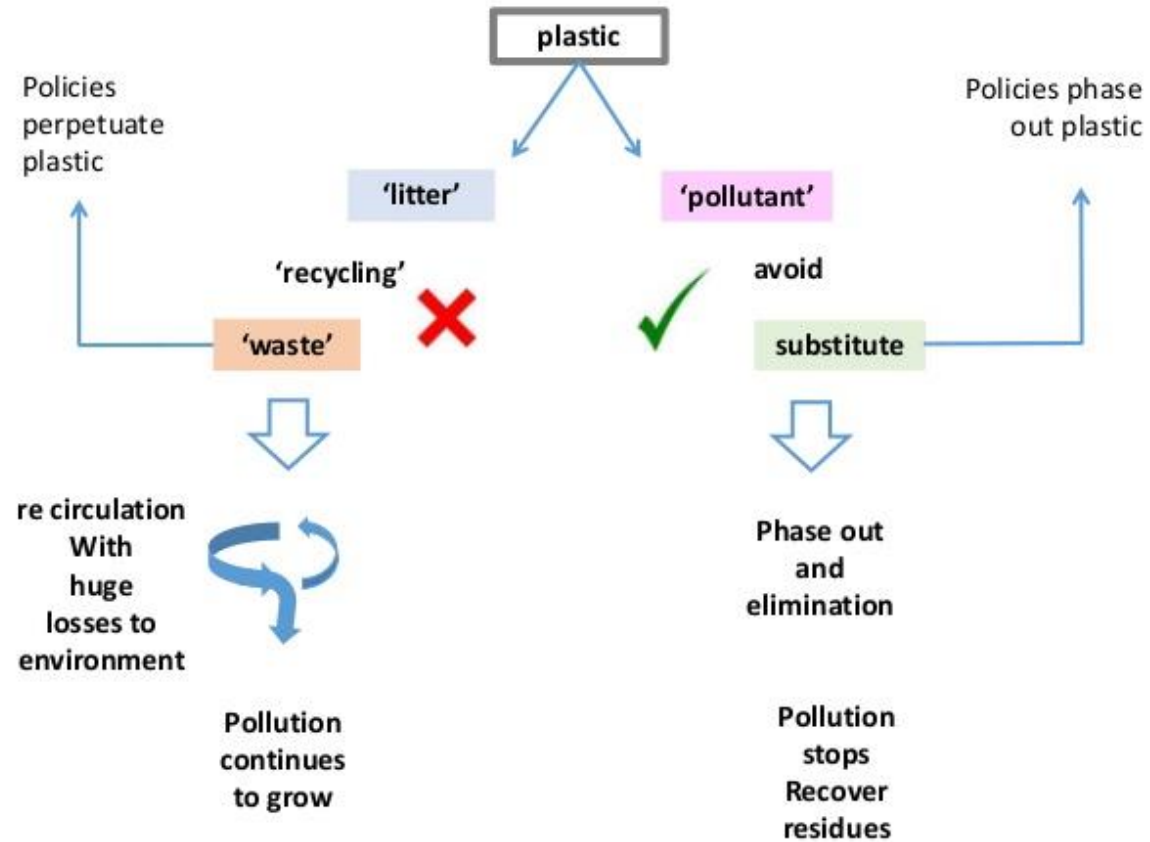 plastic
Policies
perpetuate
plastic
Policies phase
out plastic
‘litter’
‘pollutant’
‘recycling’
avoid
‘waste’
substitute
re circulation
With
huge
losses to
environment
Phase out
and
elimination
Pollution
continues
to grow
Pollution
stops
Recover
residues